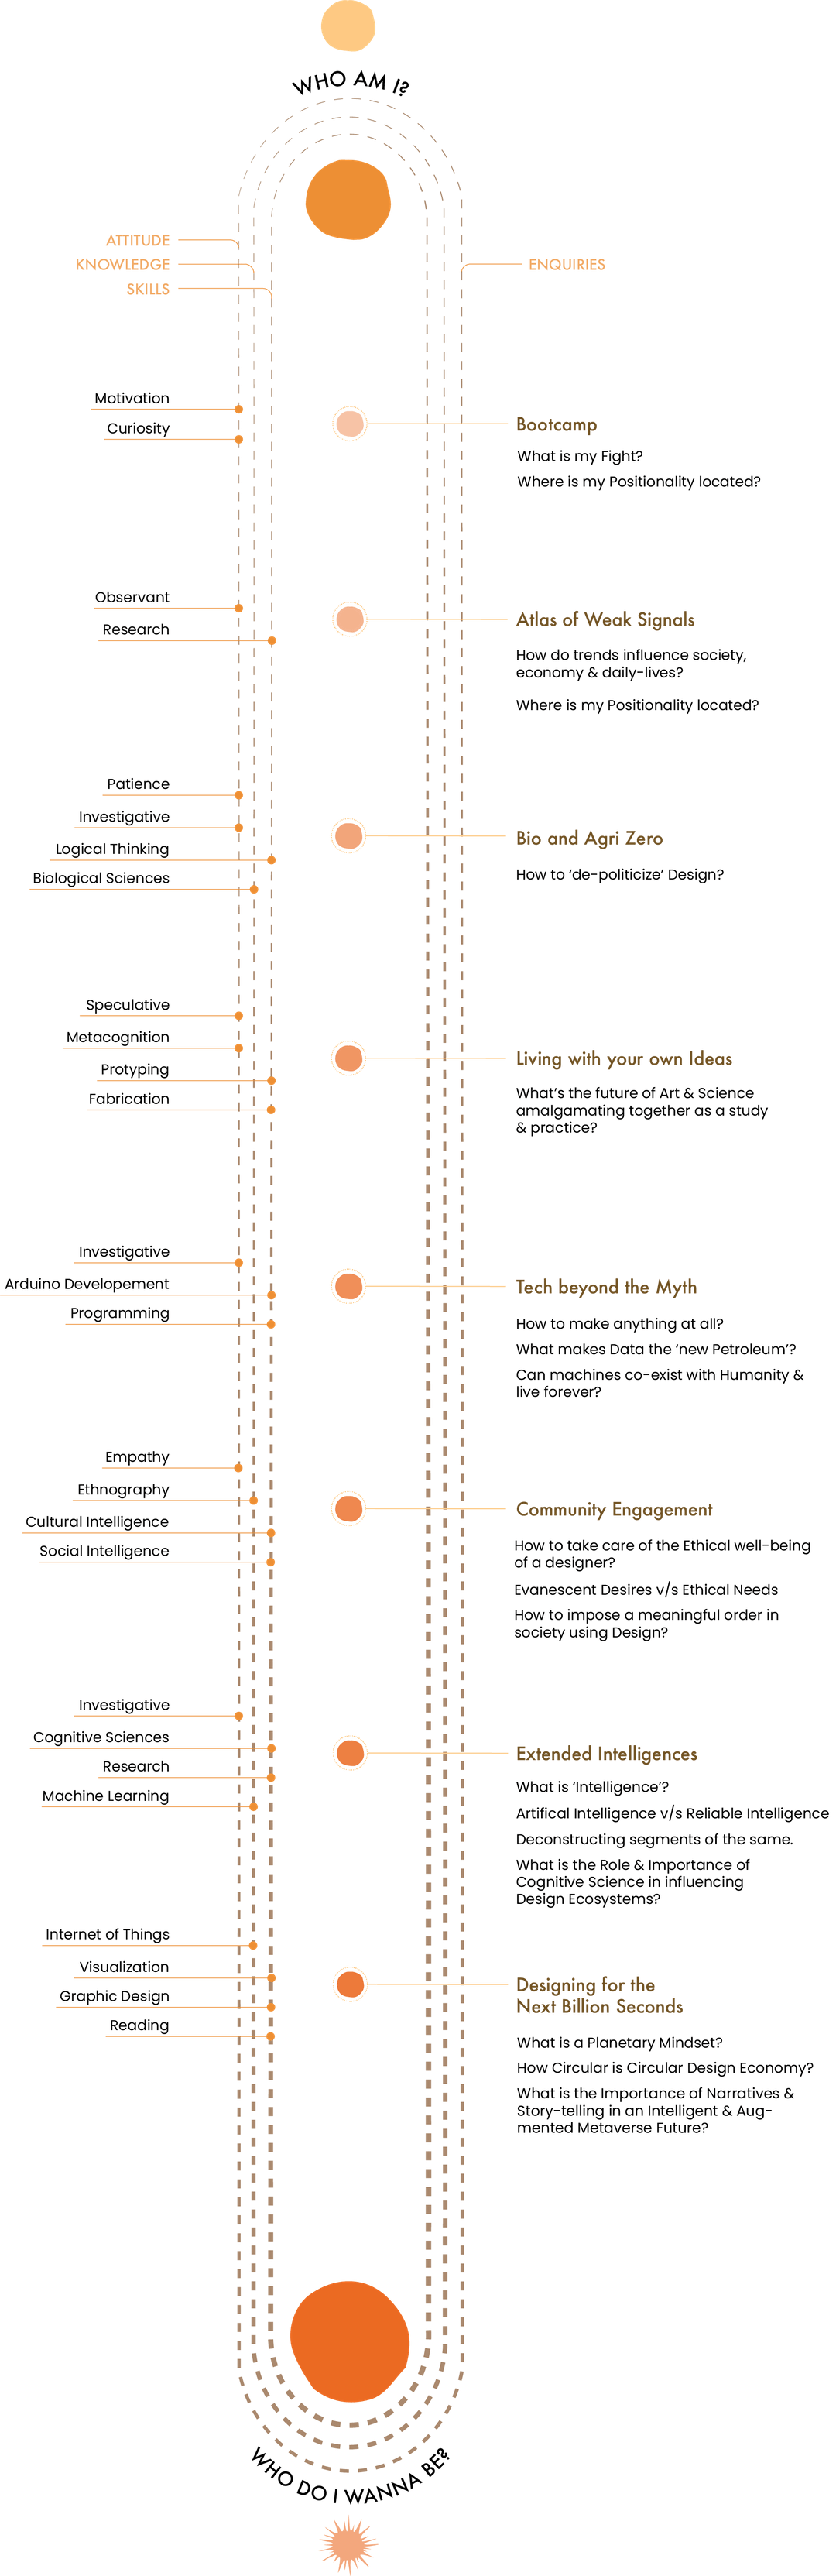 WHO AM I?
ATTITUDE
KNOWLEDGE
SKILLS
ENQUIRIES
Motivation
Curiosity
Bootcamp
What is my Fight?
Where is my Positionality located?
Observant
Research
Atlas of Weak Signals
How do trends influence society,
economy & daily-lives?
Where is my Positionality located?
Patience
Investigative
Logical Thinking
Biological Sciences
Bio and Agri Zero
How to ‘de-politicize’ Design?
Speculative
Metacognition
Protyping
Fabrication
Living with your own Ideas
What’s the future of Art & Science
amalgamating together as a study
& practice?
Investigative
Arduino Developement
Programming
Tech beyond the Myth
How to make anything at all?
What makes Data the ‘new Petroleum’?
Can machines co-exist with Humanity &
live forever?
Empathy
Ethnography
Cultural Intelligence
Social Intelligence
Community Engagement
How to take care of the Ethical well-being
of a designer?
Evanescent Desires v/s Ethical Needs
How to impose a meaningful order in
society using Design?
Investigative
Cognitive Sciences
Research
Machine Learning
Extended Intelligences
What is ‘Intelligence’?
Artifical Intelligence v/s Reliable Intelligence
Deconstructing segments of the same.
What is the Role & Importance of
Cognitive Science in influencing
Design Ecosystems?
Internet of Things
Visualization
Graphic Design
Reading
Designing for the
Next Billion Seconds
What is a Planetary Mindset?
How Circular is Circular Design Economy?
What is the Importance of Narratives &
Story-telling in an Intelligent & Aug-
mented Metaverse Future?
WHO DO I WANNA BE?